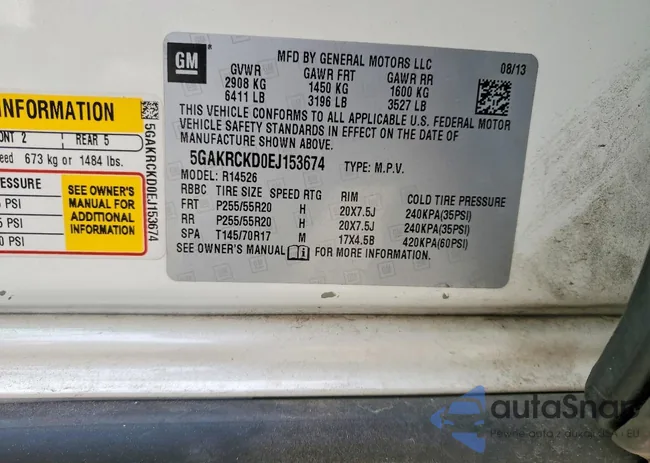 INFORMATION
ONT 2 REAR 5
eed 673 kg or 1484 lbs.
PRESSURE
PSI
PSI
PSI
SEE OWNER'S
MANUAL FOR
ADDITIONAL
INFORMATION
5GAKRCKD0EJ153674
GM
MFD BY GENERAL MOTORS LLC
08/13
GVWR GAWR FRT GAWR RR
2908 KG 1450 KG 1600 KG
6411 LB 3196 LB 3527 LB
THIS VEHICLE CONFORMS TO ALL APPLICABLE U.S. FEDERAL MOTOR
VEHICLE SAFETY STANDARDS IN EFFECT ON THE DATE OF
MANUFACTURE SHOWN ABOVE.
5GAKRCKD0EJ153674 TYPE: M.P.V.
MODEL: R14526
RBBC TIRE SIZE SPEED RTG RIM COLD TIRE PRESSURE
FRT P255/55R20 H 20X7.5J 240KPA(35PSI)
RR P255/55R20 H 20X7.5J 240KPA(35PSI)
SPA T145/70R17 M 17X4.5B 420KPA(60PSI)
SEE OWNER'S MANUAL FOR MORE INFORMATION.
autaSnap